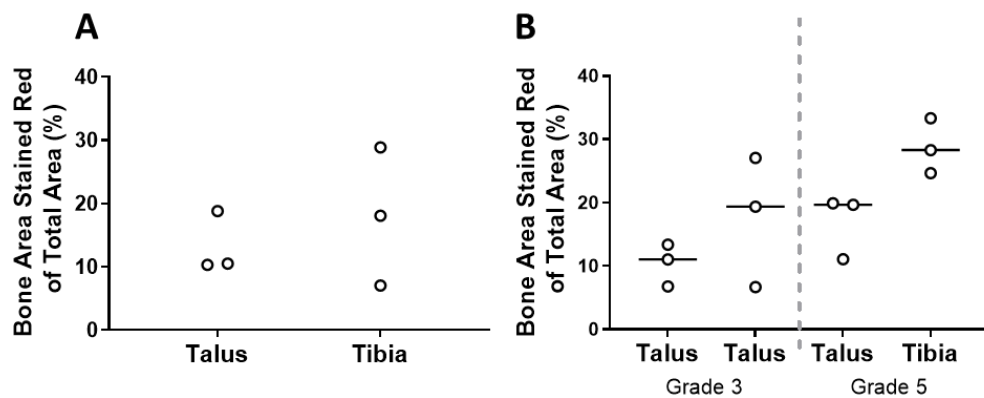 A
Bone Area Stained Red
of Total Area (%)
40
30
20
10
0
Talus Tibia
B
Bone Area Stained Red
of Total Area (%)
40
30
20
10
0
Talus Talus Talus Tibia
Grade 3 Grade 5